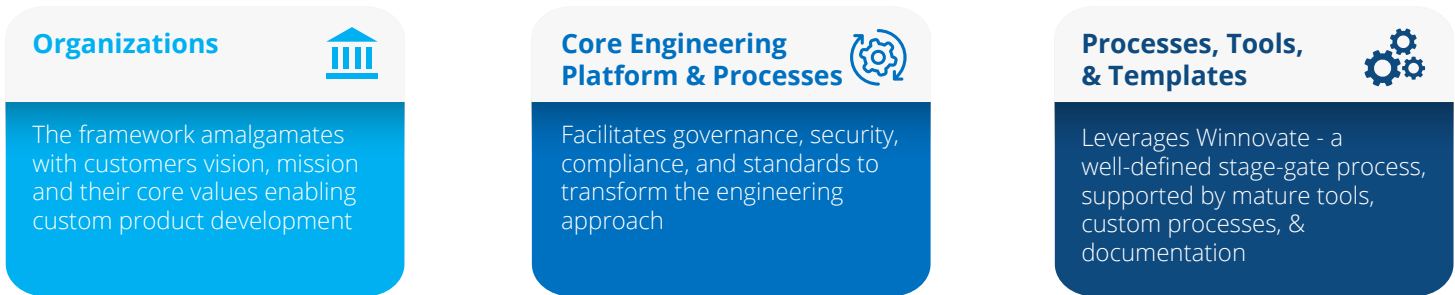 Organizations
The framework amalgamates
with customers vision, mission
and their core values enabling
custom product development
Core Engineering
Platform & Processes
Facilitates governance, security,
compliance, and standards to
transform the engineering
approach
Processes, Tools,
& Templates
Leverages Winnovate - a
well-defined stage-gate process,
supported by mature tools,
custom processes, &
documentation